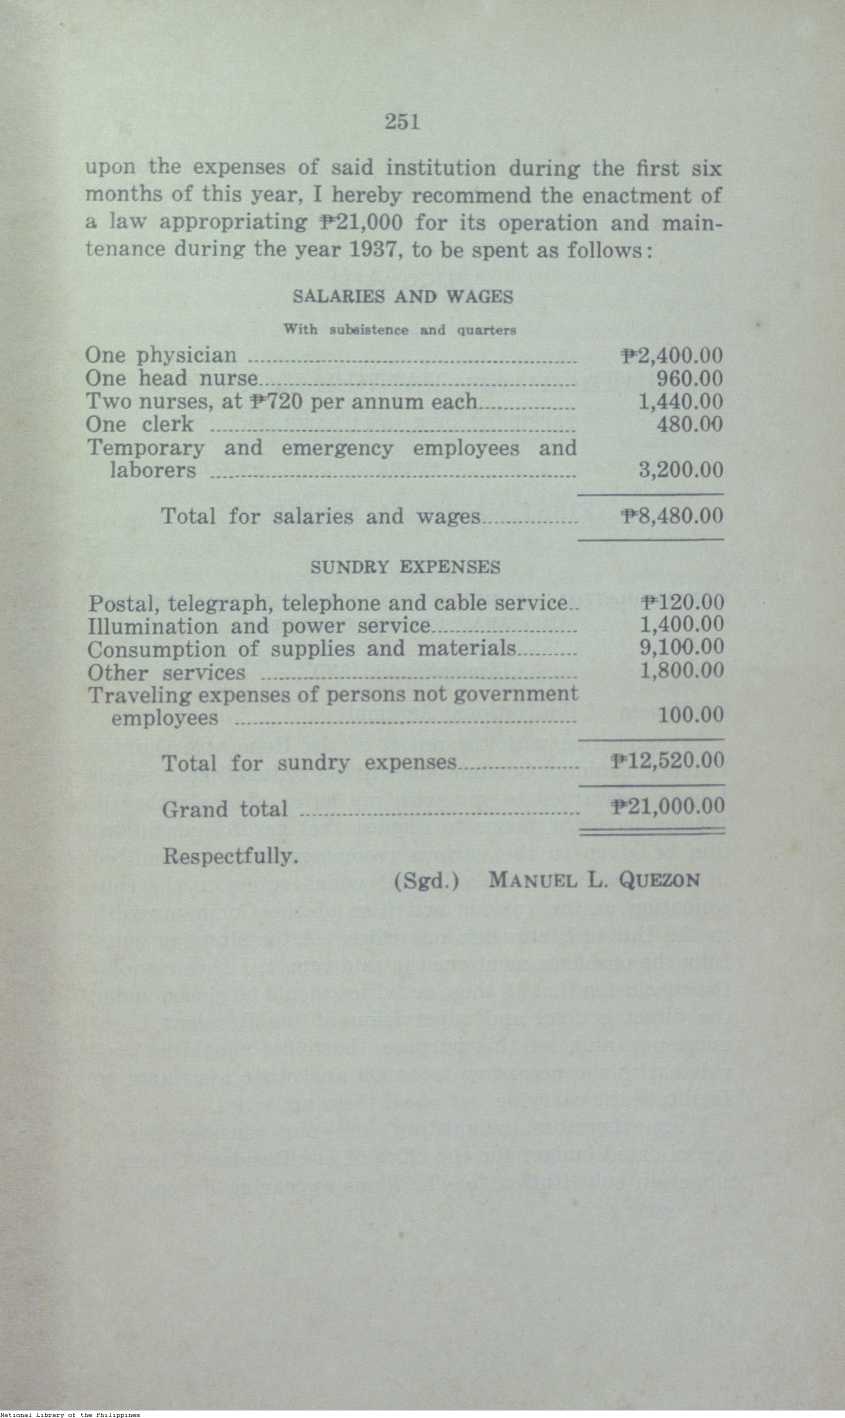 251
upon the expenses of said institution during the first six
months of this year, I hereby recommend the enactment of
a law appropriating ₱21,000 for its operation and main-
tenance during the year 1937, to be spent as follows:
SALARIES AND WAGES
With subsistence and quarters
One physician ₱2,400.00
One head nurse 960.00
Two nurses, at ₱720 per annum each 1,440.00
One clerk 480.00
Temporary and emergency employees and
laborers 3,200.00
Total for salaries and wages ₱8,480.00
SUNDRY EXPENSES
Postal, telegraph, telephone and cable service ₱120.00
Illumination and power service 1,400.00
Consumption of supplies and materials 9,100.00
Other services 1,800.00
Traveling expenses of persons not government
employees 100.00
Total for sundry expenses ₱12,520.00
Grand total ₱21,000.00
Respectfully.
(Sgd.) MANUEL L. QUEZON
National Library of the Philippines